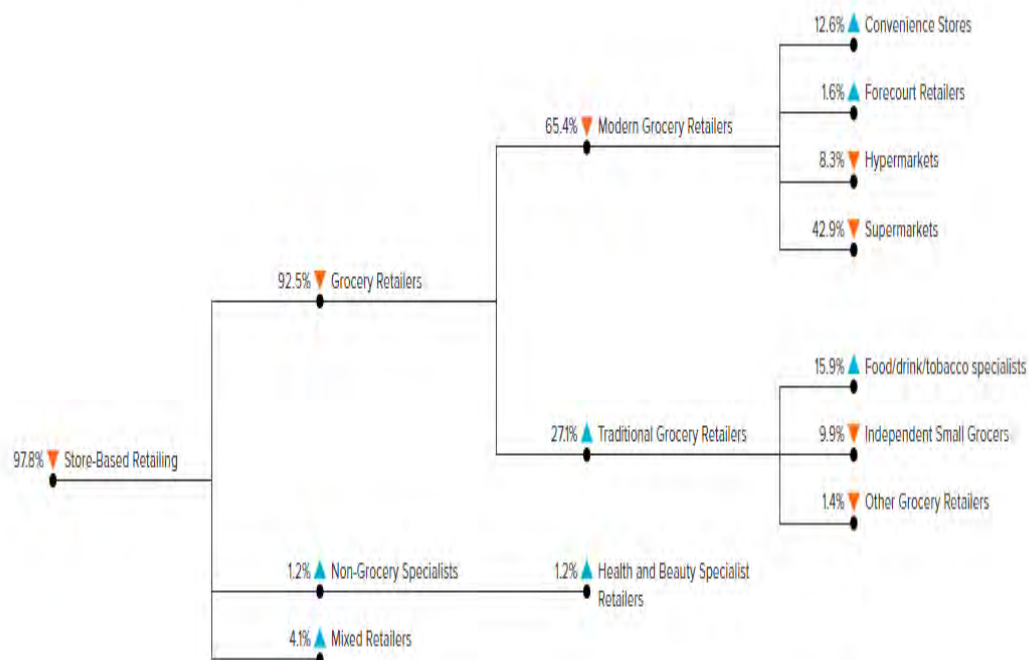 12.6% Convenience Stores
1.6% Forecourt Retailers
65.4% Modern Grocery Retailers
8.3% Hypermarkets
42.9% Supermarkets
92.5% Grocery Retailers
15.9% Food/drink/tobacco specialists
27.1% Traditional Grocery Retailers
9.9% Independent Small Grocers
97.8% Store-Based Retailing
1.4% Other Grocery Retailers
1.2% Non-Grocery Specialists
1.2% Health and Beauty Specialist
Retailers
4.1% Mixed Retailers